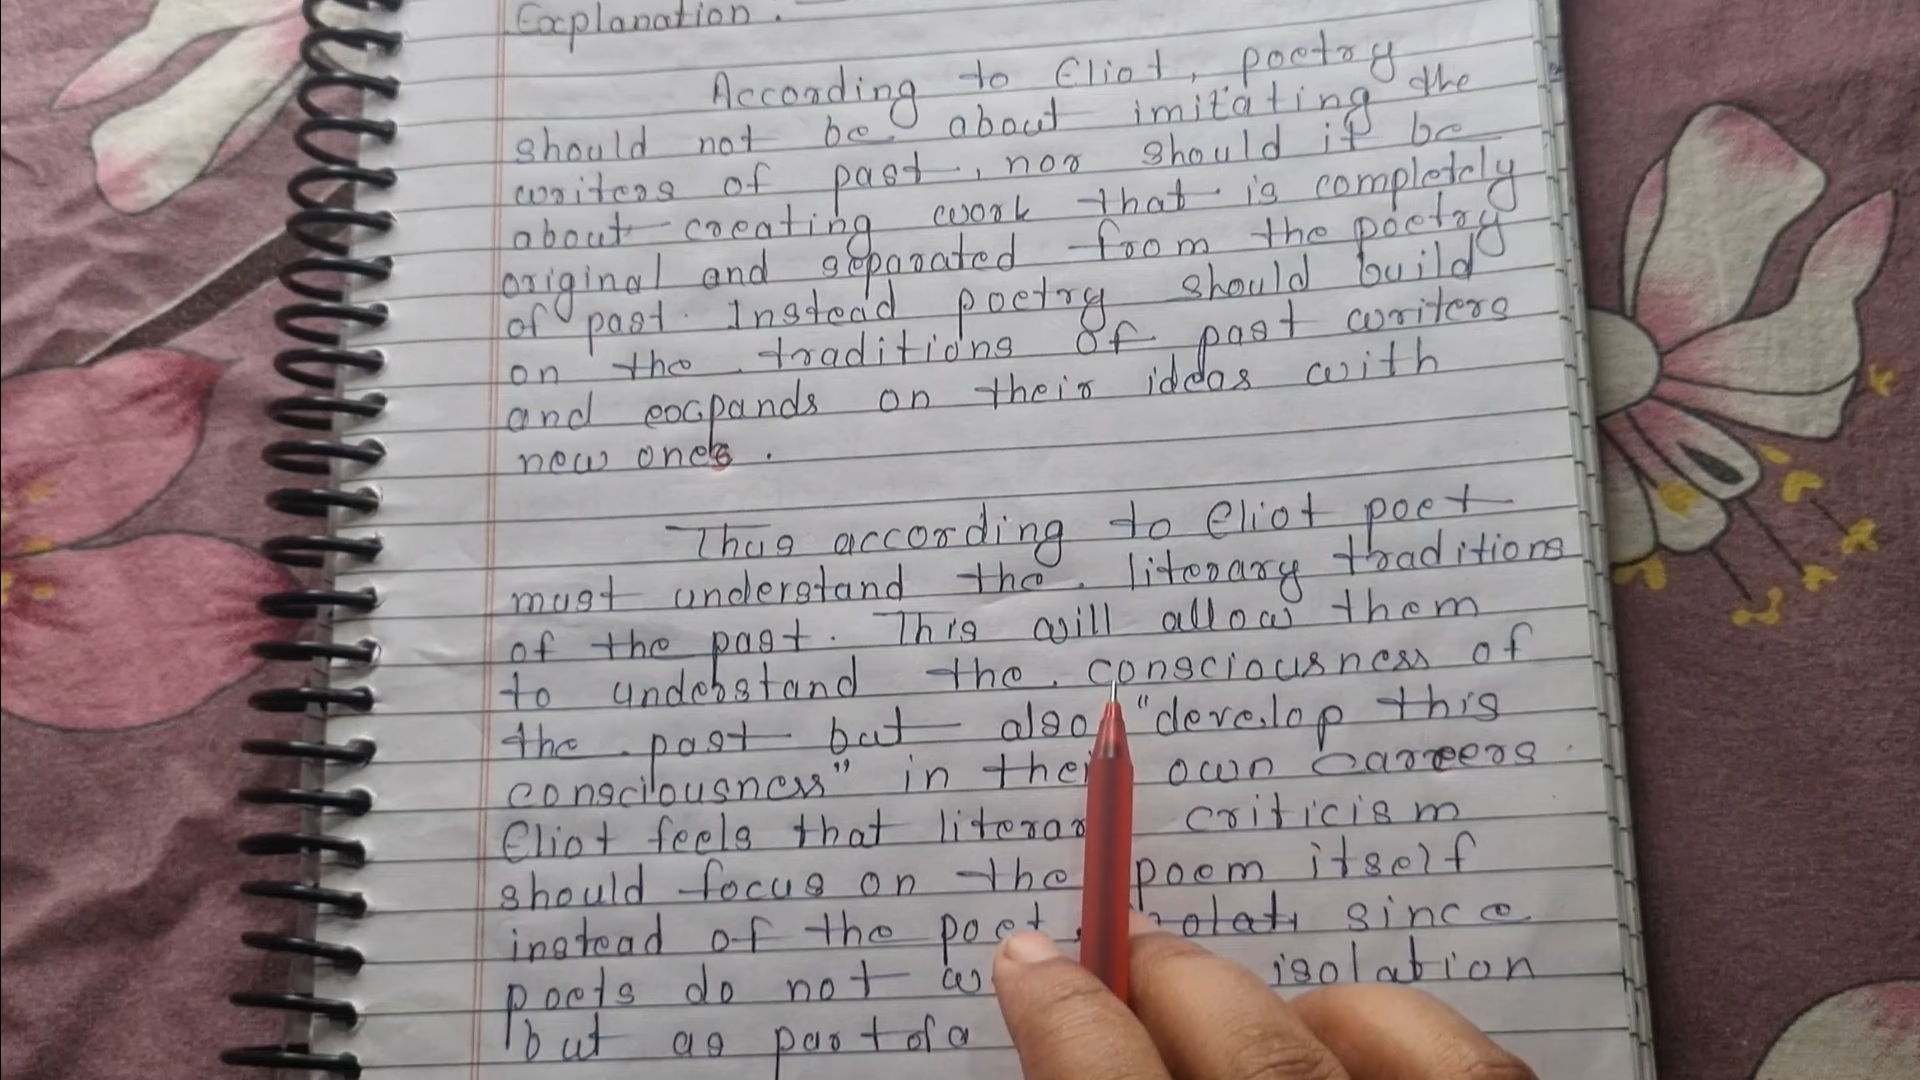 Explanation.
According to Eliot, poetry
should not be about imitating the
writers of past, nor should it be
about creating work that is completely
original and separated from the poetry
of past. Instead poetry should build
on the traditions of past writers
and expands on their ideas with
new ones.
Thus according to Eliot poet
must understand the literary traditions
of the past. This will allow them
to understand the consciousness of
the past but also "develop this
consciousness" in their own careers.
Eliot feels that literar criticism
should focus on the poem itself
instead of the poet, since
poets do not isolation
but as part of a